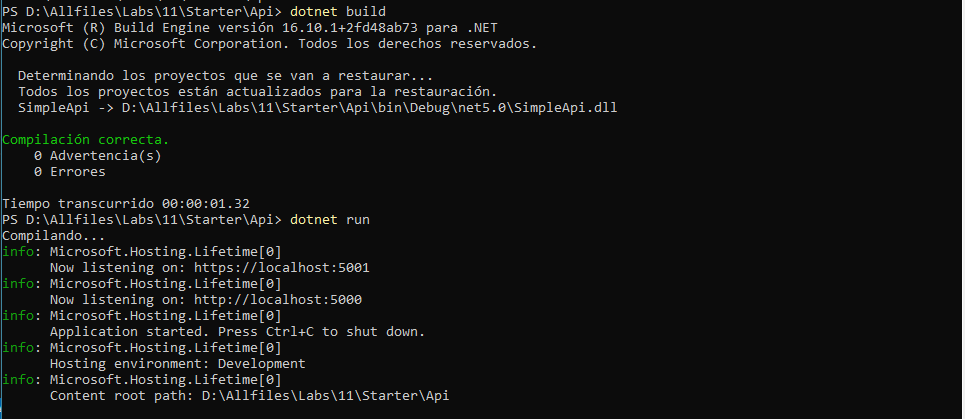 PS D:\Allfiles\Labs\11\Starter\Api> dotnet build
Microsoft (R) Build Engine versión 16.10.1+2fd48ab73 para .NET
Copyright (C) Microsoft Corporation. Todos los derechos reservados.
Determinando los proyectos que se van a restaurar...
Todos los proyectos están actualizados para la restauración.
SimpleApi -> D:\Allfiles\Labs\11\Starter\Api\bin\Debug\net5.0\SimpleApi.dll
Compilación correcta.
0 Advertencia(s)
0 Errores
Tiempo transcurrido 00:00:01.32
PS D:\Allfiles\Labs\11\Starter\Api> dotnet run
Compilando...
info: Microsoft.Hosting.Lifetime[0]
Now listening on: https://localhost:5001
info: Microsoft.Hosting.Lifetime[0]
Now listening on: http://localhost:5000
info: Microsoft.Hosting.Lifetime[0]
Application started. Press Ctrl+C to shut down.
info: Microsoft.Hosting.Lifetime[0]
Hosting environment: Development
info: Microsoft.Hosting.Lifetime[0]
Content root path: D:\Allfiles\Labs\11\Starter\Api